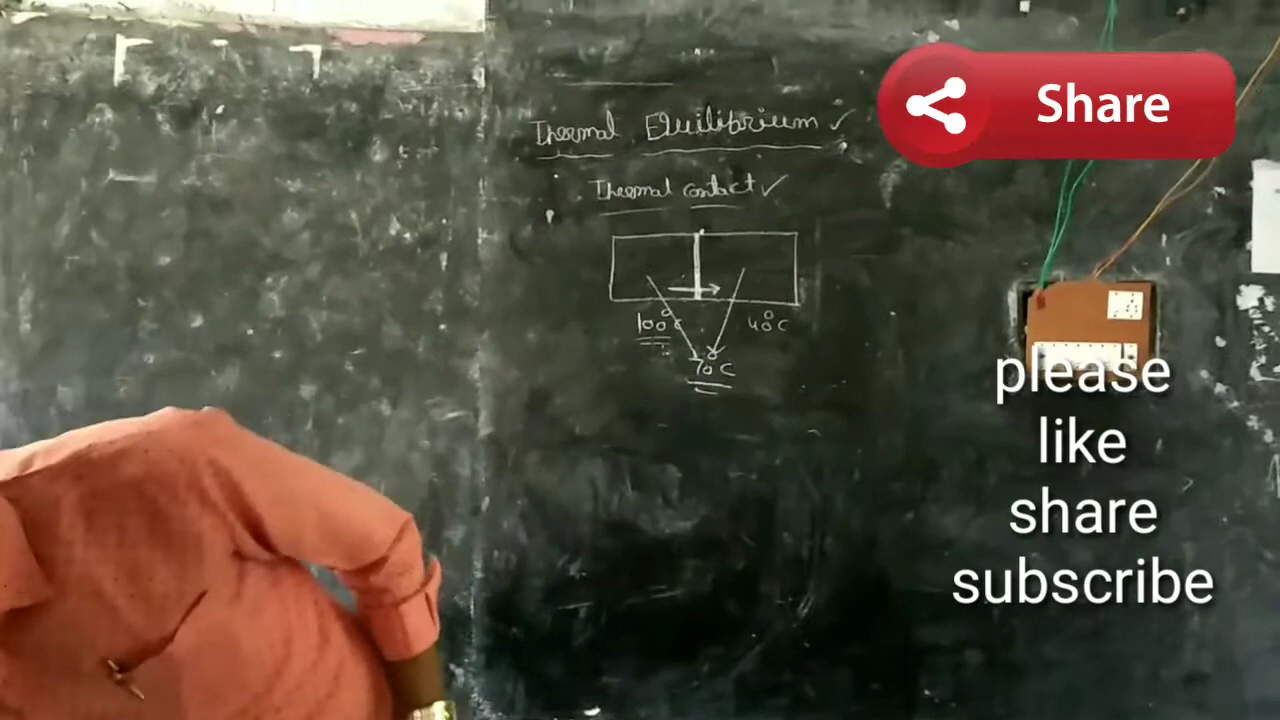 Thermal Equilibrium ✓
Thermal contact ✓
100°C 40°C
70°C
Share
please
like
share
subscribe